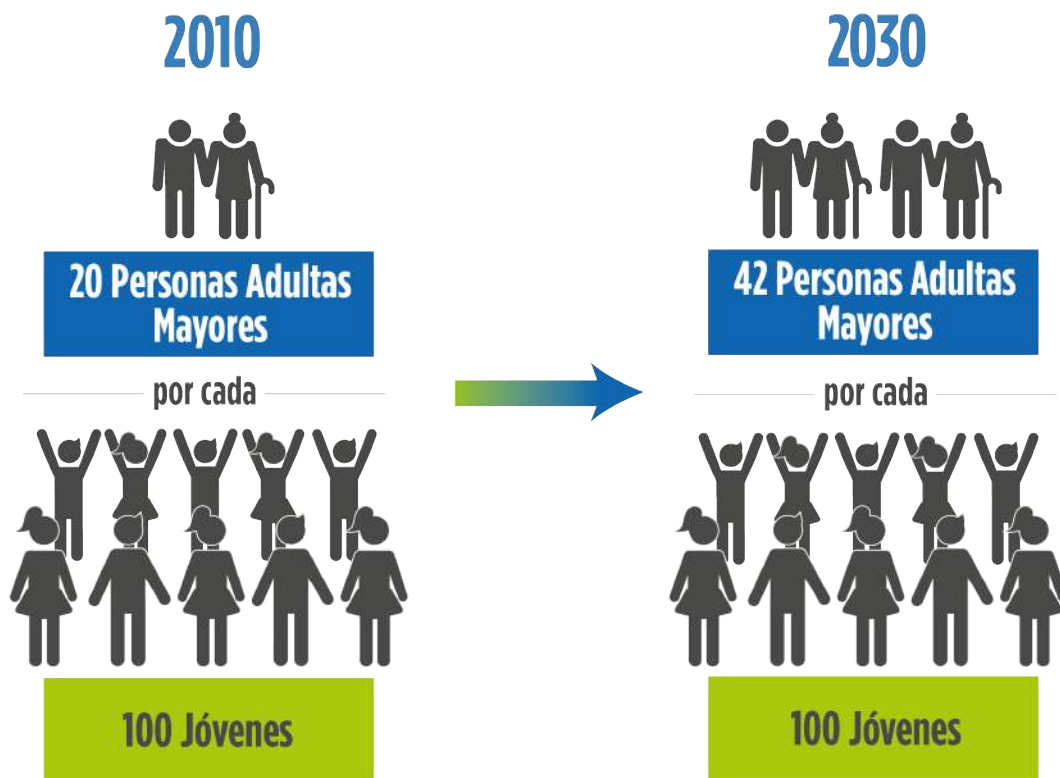 2010
20 Personas Adultas
Mayores
por cada
100 Jóvenes
2030
42 Personas Adultas
Mayores
por cada
100 Jóvenes